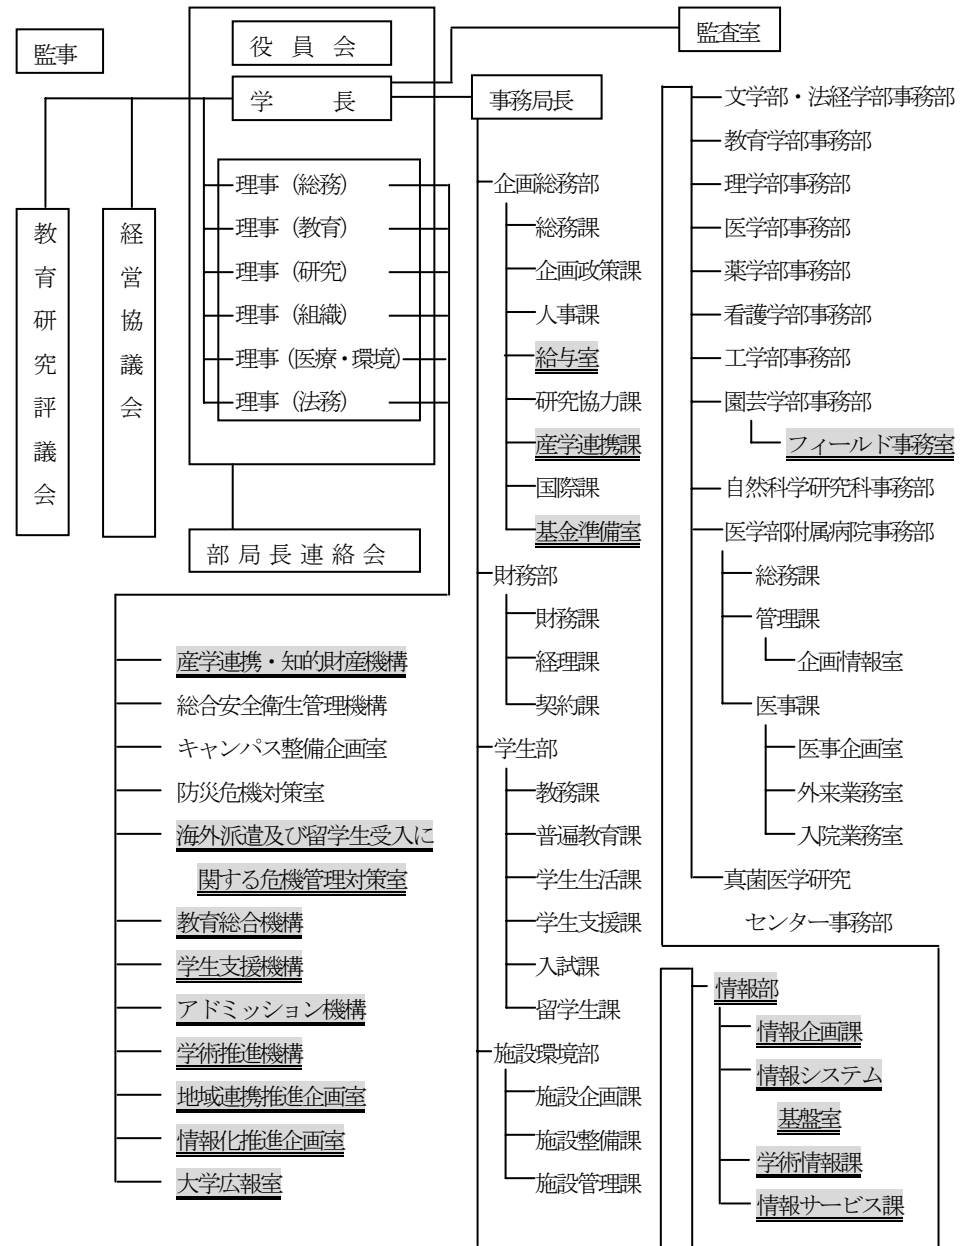 監事
役員会
監査室
学長
事務局長
教育研究評議会
経営協議会
理事（総務）
理事（教育）
理事（研究）
理事（組織）
理事（医療・環境）
理事（法務）
部局長連絡会
産学連携・知的財産機構
総合安全衛生管理機構
キャンパス整備企画室
防災危機対策室
海外派遣及び留学生受入に
関する危機管理対策室
教育総合機構
学生支援機構
アドミッション機構
学術推進機構
地域連携推進企画室
情報化推進企画室
大学広報室
企画総務部
総務課
企画政策課
人事課
給与室
研究協力課
産学連携課
国際課
基金準備室
財務部
財務課
経理課
契約課
学生部
教務課
普遍教育課
学生生活課
学生支援課
入試課
留学生課
施設環境部
施設企画課
施設整備課
施設管理課
文学部・法経学部事務部
教育学部事務部
理学部事務部
医学部事務部
薬学部事務部
看護学部事務部
工学部事務部
園芸学部事務部
フィールド事務室
自然科学研究科事務部
医学部附属病院事務部
総務課
管理課
企画情報室
医事課
医事企画室
外来業務室
入院業務室
真菌医学研究
センター事務部
情報部
情報企画課
情報システム
基盤室
学術情報課
情報サービス課